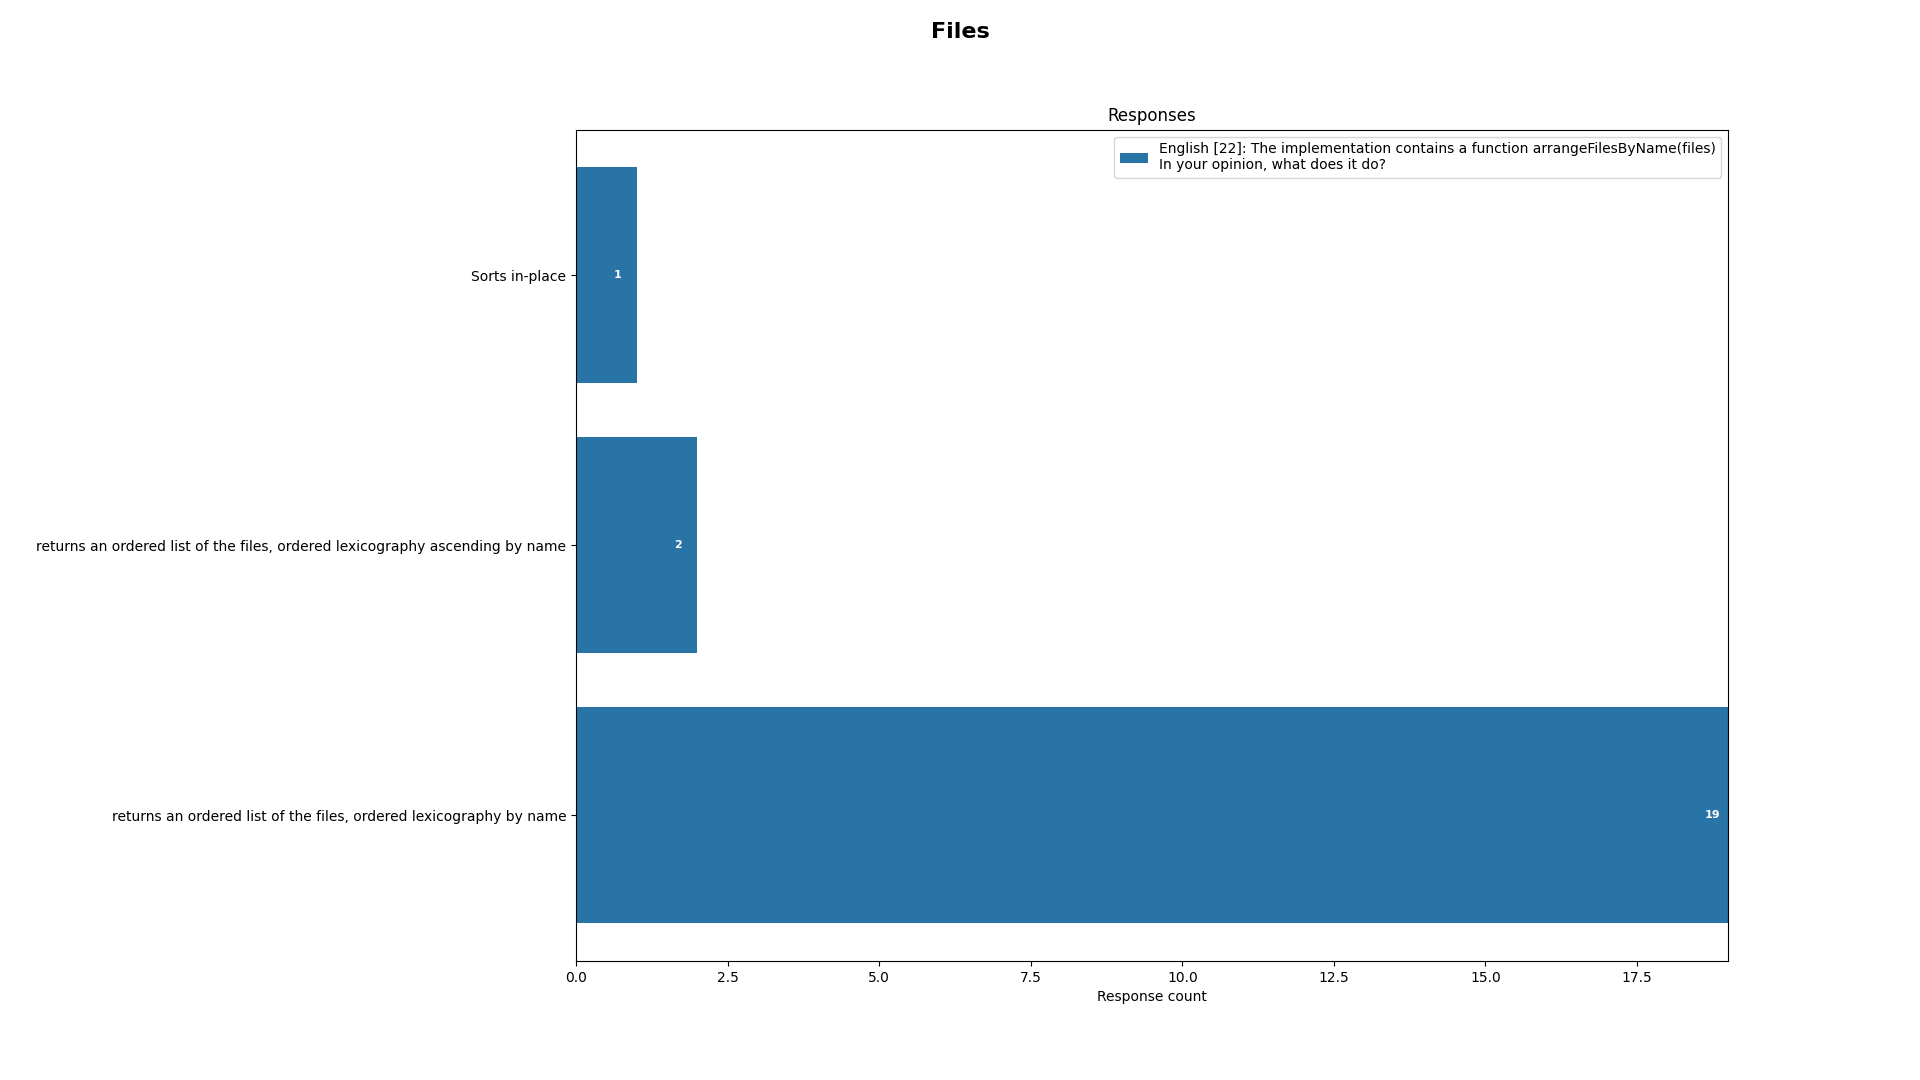 Files
Responses
English [22]: The implementation contains a function arrangeFilesByName(files)
In your opinion, what does it do?
Sorts in-place
1
returns an ordered list of the files, ordered lexicography ascending by name
2
returns an ordered list of the files, ordered lexicography by name
19
0.0 2.5 5.0 7.5 10.0 12.5 15.0 17.5
Response count